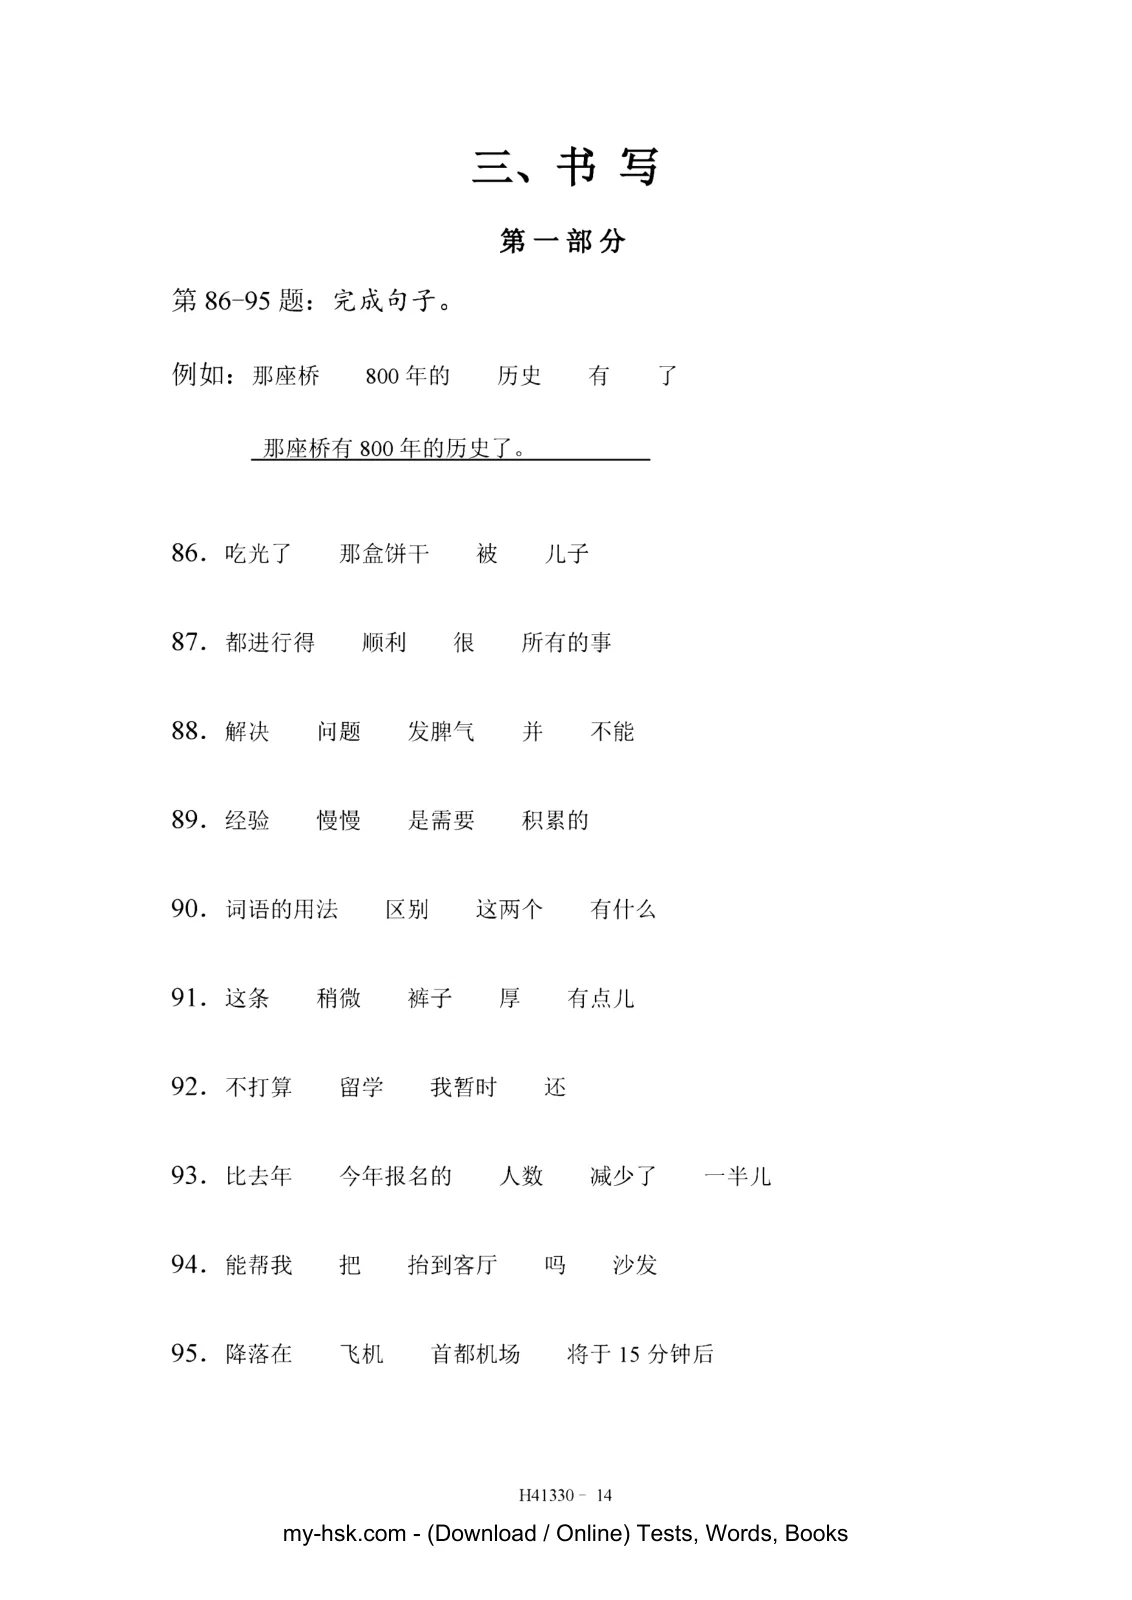 三、书 写
第一部分
第 86-95 题：完成句子。
例如：那座桥 800 年的 历史 有 了
那座桥有 800 年的历史了。
86．吃光了 那盒饼干 被 儿子
87．都进行得 顺利 很 所有的事
88．解决 问题 发脾气 并 不能
89．经验 慢慢 是需要 积累的
90．词语的用法 区别 这两个 有什么
91．这条 稍微 裤子 厚 有点儿
92．不打算 留学 我暂时 还
93．比去年 今年报名的 人数 减少了 一半儿
94．能帮我 把 抬到客厅 吗 沙发
95．降落在 飞机 首都机场 将于 15 分钟后
H41330 - 14
my-hsk.com - (Download / Online) Tests, Words, Books